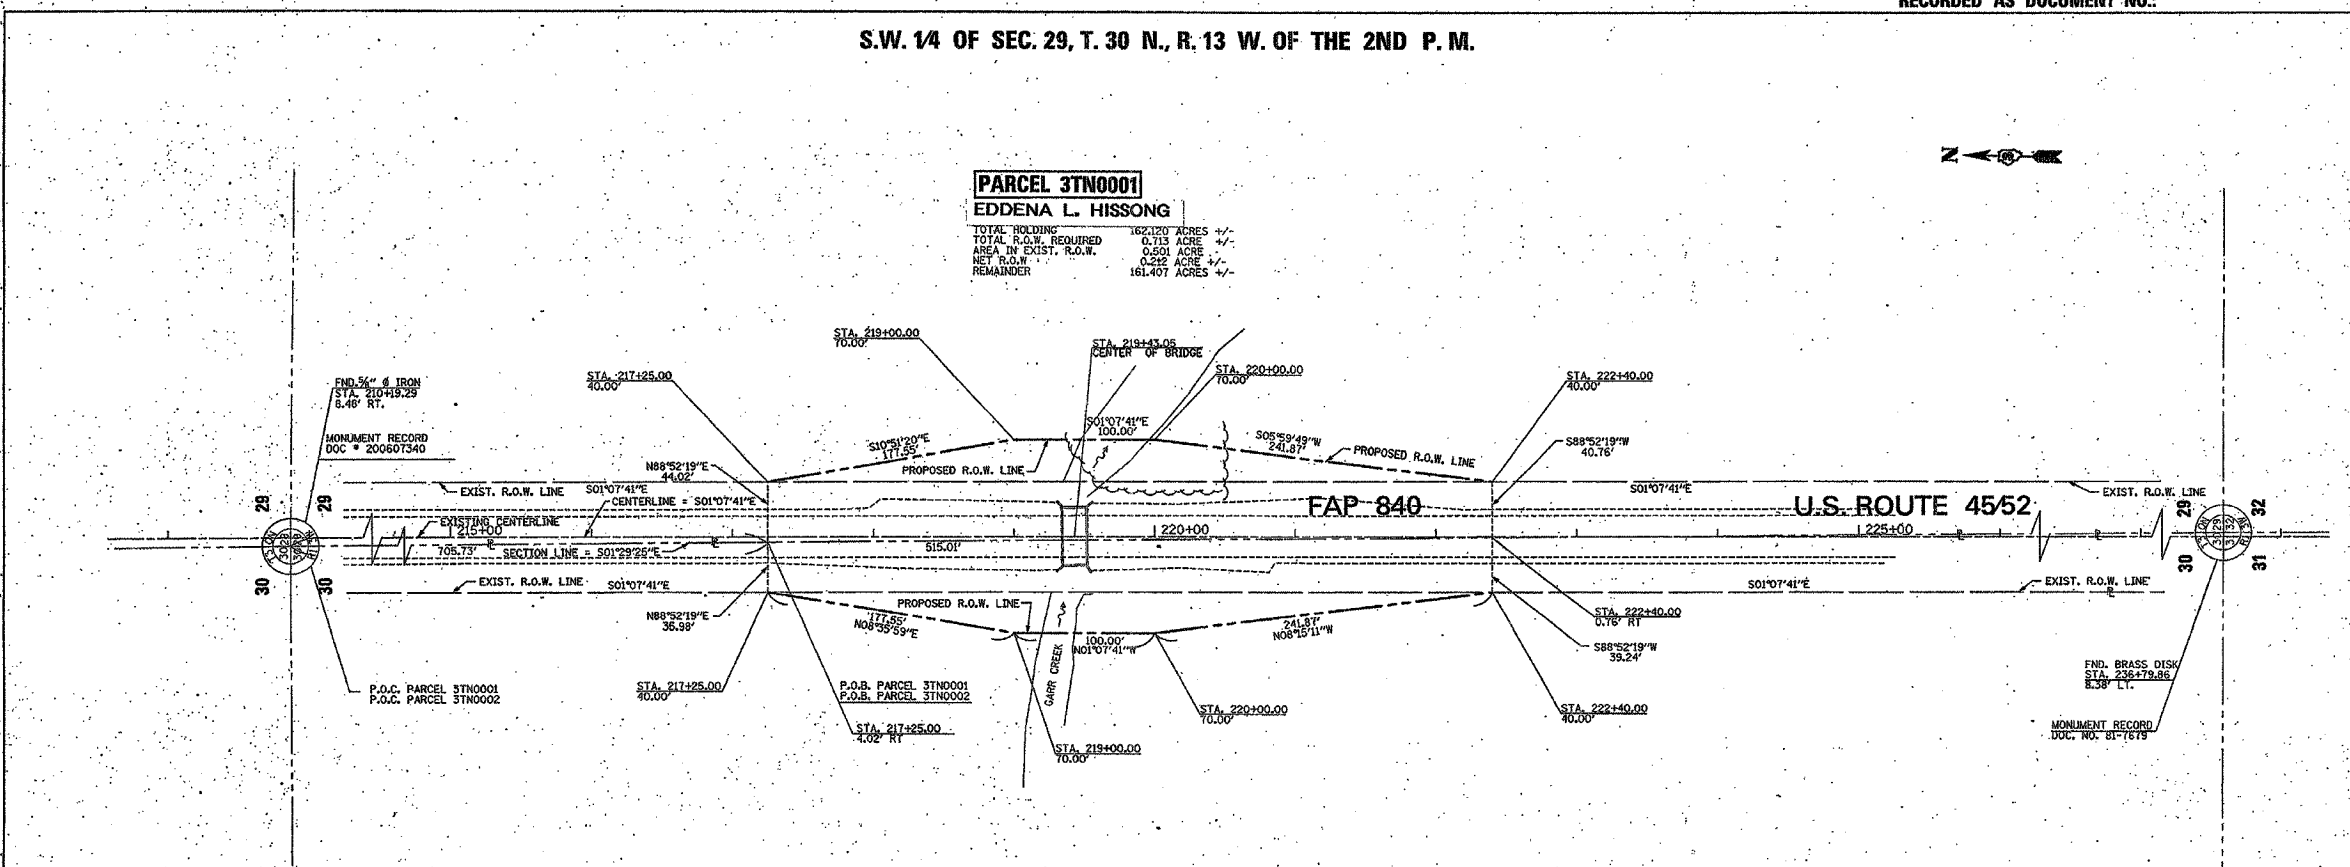 RECORDED AS DOCUMENT NO.:
S.W. 1/4 OF SEC. 29, T. 30 N., R. 13 W. OF THE 2ND P. M.
N
PARCEL 3TN0001
EDDENA L. HISSONG
TOTAL HOLDING 162.120 ACRES +/-
TOTAL R.O.W. REQUIRED 0.713 ACRE +/-
AREA IN EXIST. R.O.W. 0.501 ACRE
NET R.O.W. 0.212 ACRE +/-
REMAINDER 161.407 ACRES +/-
STA. 219+00.00
70.00'
STA. 219+43.05
CENTER OF BRIDGE
STA. 220+00.00
70.00'
STA. 217+25.00
40.00'
STA. 222+40.00
40.00'
FND. 5/8" Ø IRON
STA. 210+19.29
8.48' RT.
MONUMENT RECORD
DOC # 200607340
S10°51'20"E
177.55'
S01°07'41"E
100.00'
S05°59'49"W
241.87'
PROPOSED R.O.W. LINE
PROPOSED R.O.W. LINE
S88°52'19"W
40.76'
N88°52'19"E
44.02'
EXIST. R.O.W. LINE
S01°07'41"E
S01°07'41"E
EXIST. R.O.W. LINE
29
29
29
32
CENTERLINE = S01°07'41"E
FAP 840
U.S. ROUTE 45/52
EXISTING CENTERLINE
215+00
220+00
225+00
705.73'
SECTION LINE = S01°29'25"E
515.01'
30
30
30
31
EXIST. R.O.W. LINE
S01°07'41"E
S01°07'41"E
EXIST. R.O.W. LINE
N88°52'19"E
35.98'
PROPOSED R.O.W. LINE
177.55'
N08°35'59"E
100.00'
N01°07'41"W
241.87'
N08°15'11"W
STA. 222+40.00
0.76' RT
S88°52'19"W
39.24'
GARR CREEK
P.O.C. PARCEL 3TN0001
P.O.C. PARCEL 3TN0002
STA. 217+25.00
40.00'
P.O.B. PARCEL 3TN0001
P.O.B. PARCEL 3TN0002
STA. 217+25.00
4.02' RT
STA. 219+00.00
70.00'
STA. 220+00.00
70.00'
STA. 222+40.00
40.00'
FND. BRASS DISK
STA. 236+79.86
8.38' LT.
MONUMENT RECORD
DOC. NO. 81-7679